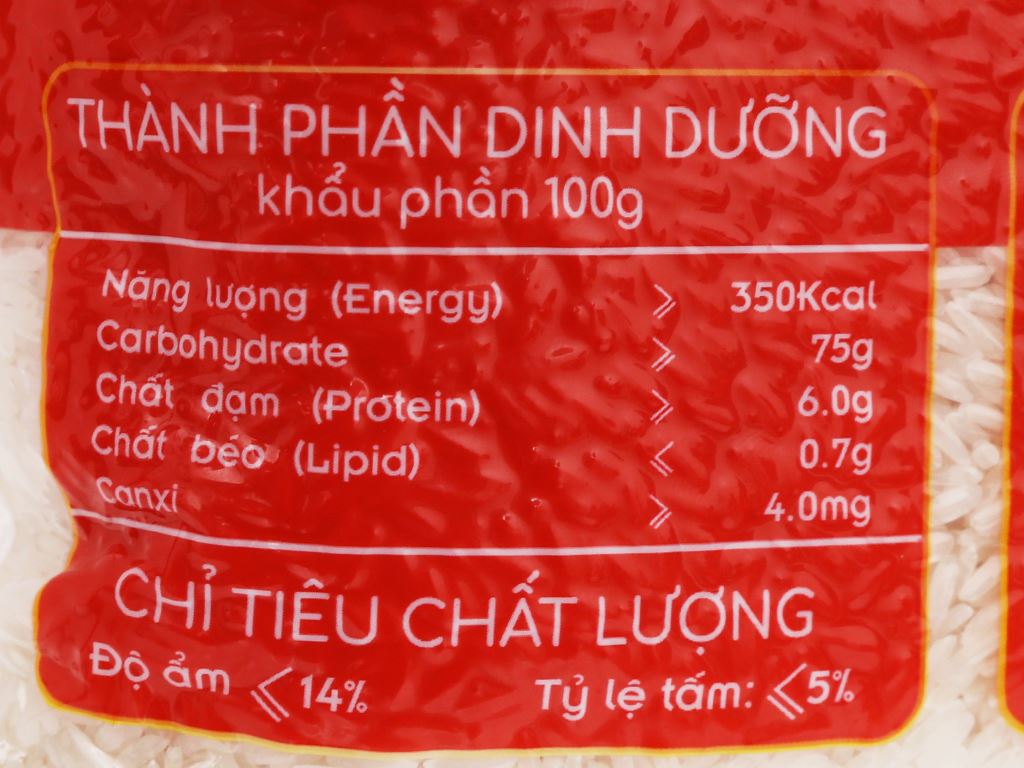 THÀNH PHẦN DINH DƯỠNG
khẩu phần 100g
Năng lượng (Energy) ⩾ 350Kcal
Carbohydrate ⩾ 75g
Chất đạm (Protein) ⩾ 6.0g
Chất béo (Lipid) ⩽ 0.7g
Canxi ⩾ 4.0mg
CHỈ TIÊU CHẤT LƯỢNG
Độ ẩm ⩽ 14% Tỷ lệ tấm: ⩽ 5%